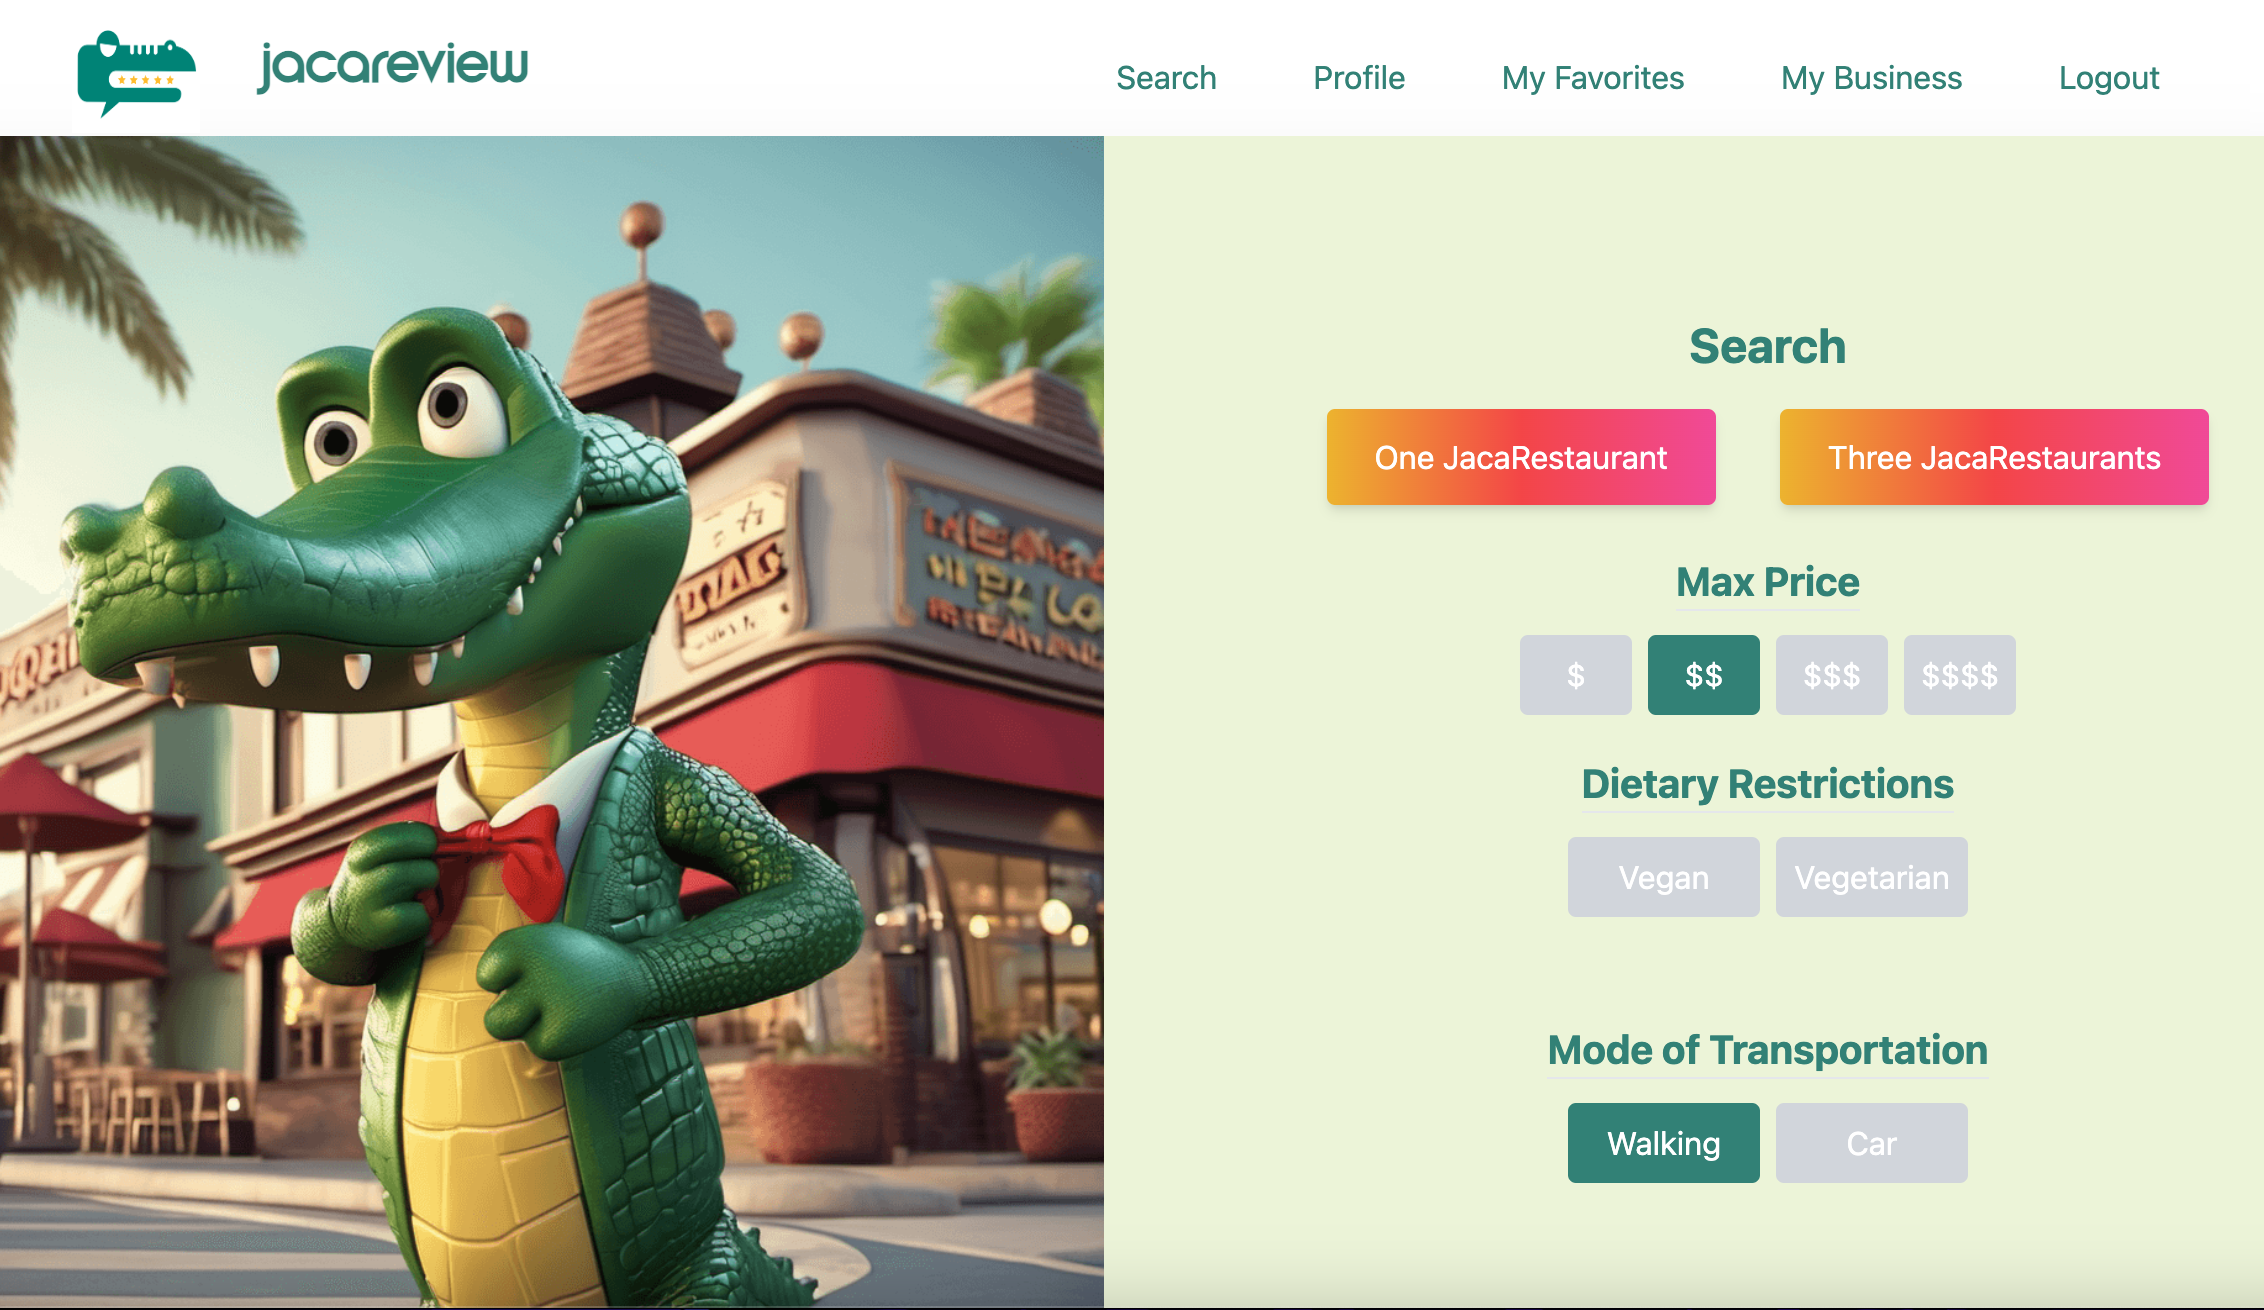 jacareview
Search Profile My Favorites My Business Logout
Search
One JacaRestaurant Three JacaRestaurants
Max Price
$ $$ $$$ $$$$
Dietary Restrictions
Vegan Vegetarian
Mode of Transportation
Walking Car